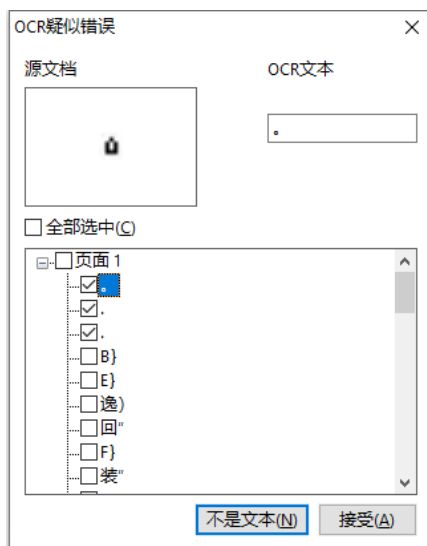 OCR疑似错误
源文档
OCR文本
û
。
全部选中(C)
页面 1
。
.
.
B}
E}
逸)
回"
F}
装"
不是文本(N)
接受(A)